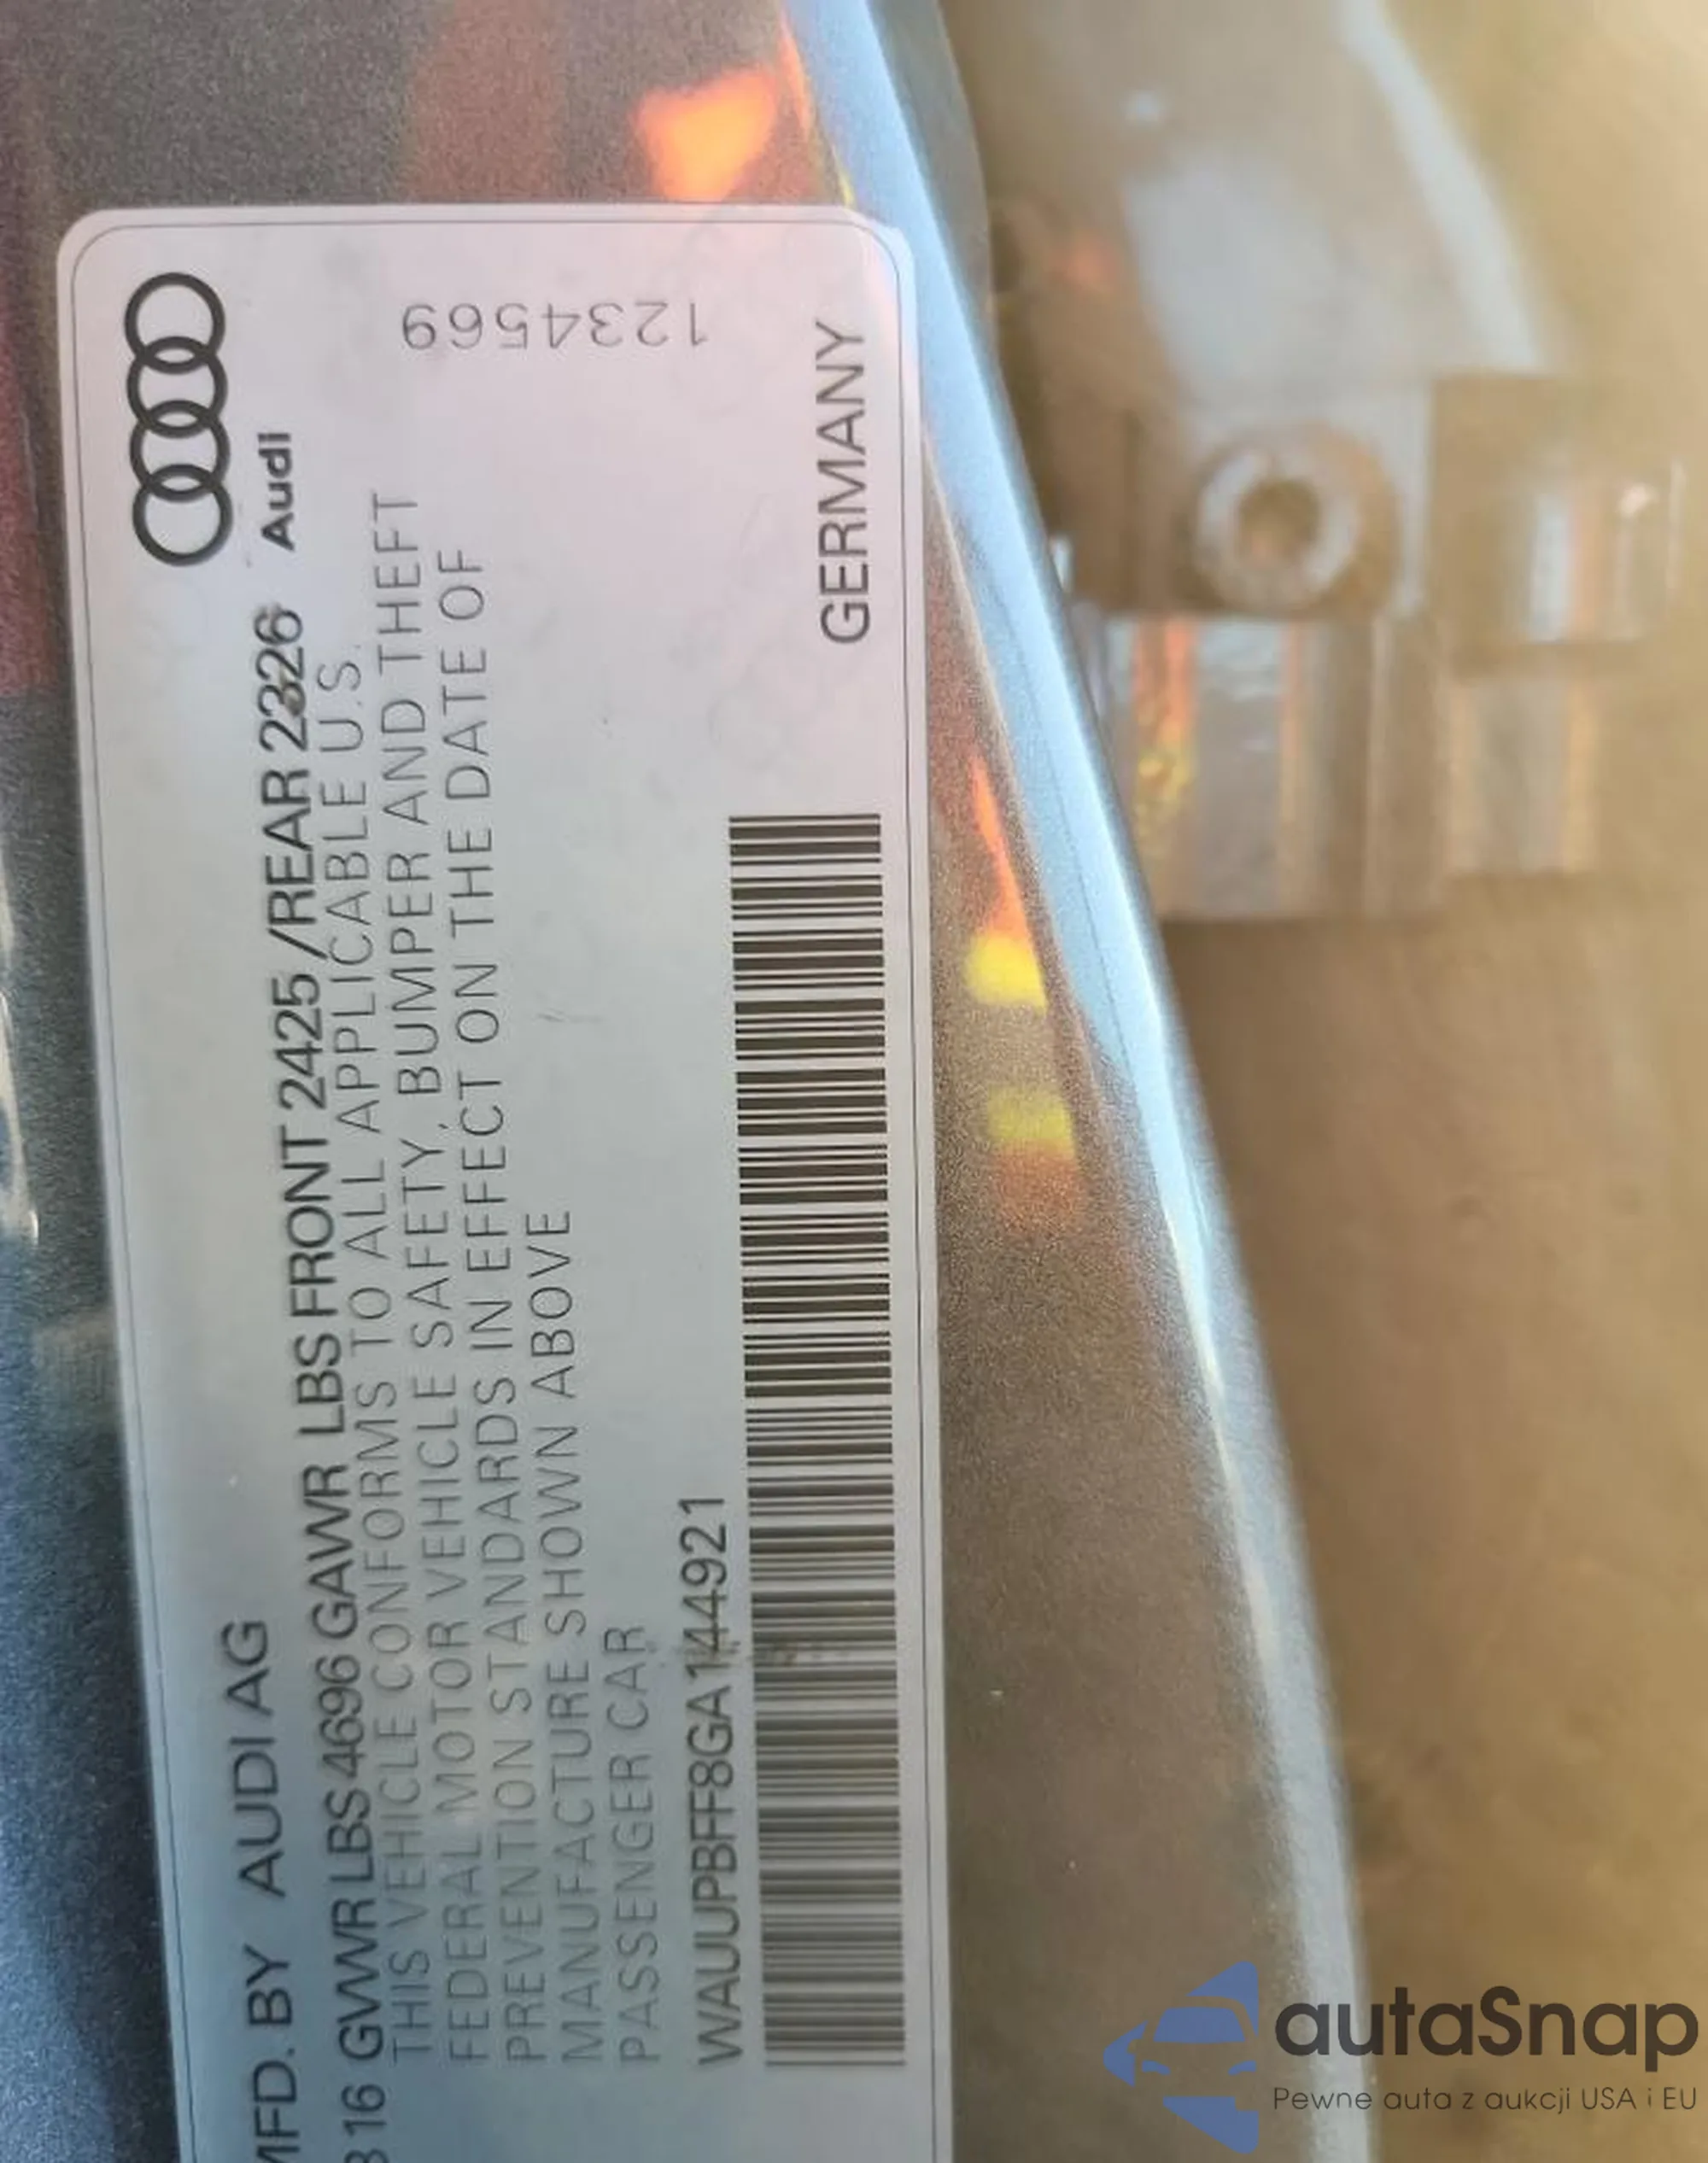 MFD. BY AUDI AG
316 GVWR LBS 4696 GAWR LBS FRONT 2425/REAR 2326
Audi
THIS VEHICLE CONFORMS TO ALL APPLICABLE U.S.
FEDERAL MOTOR VEHICLE SAFETY, BUMPER AND THEFT
PREVENTION STANDARDS IN EFFECT ON THE DATE OF
MANUFACTURE SHOWN ABOVE
PASSENGER CAR
WAUUPBFF8GA144921
GERMANY
1234569
autaSnap
Pewne auta z aukcji USA i EU